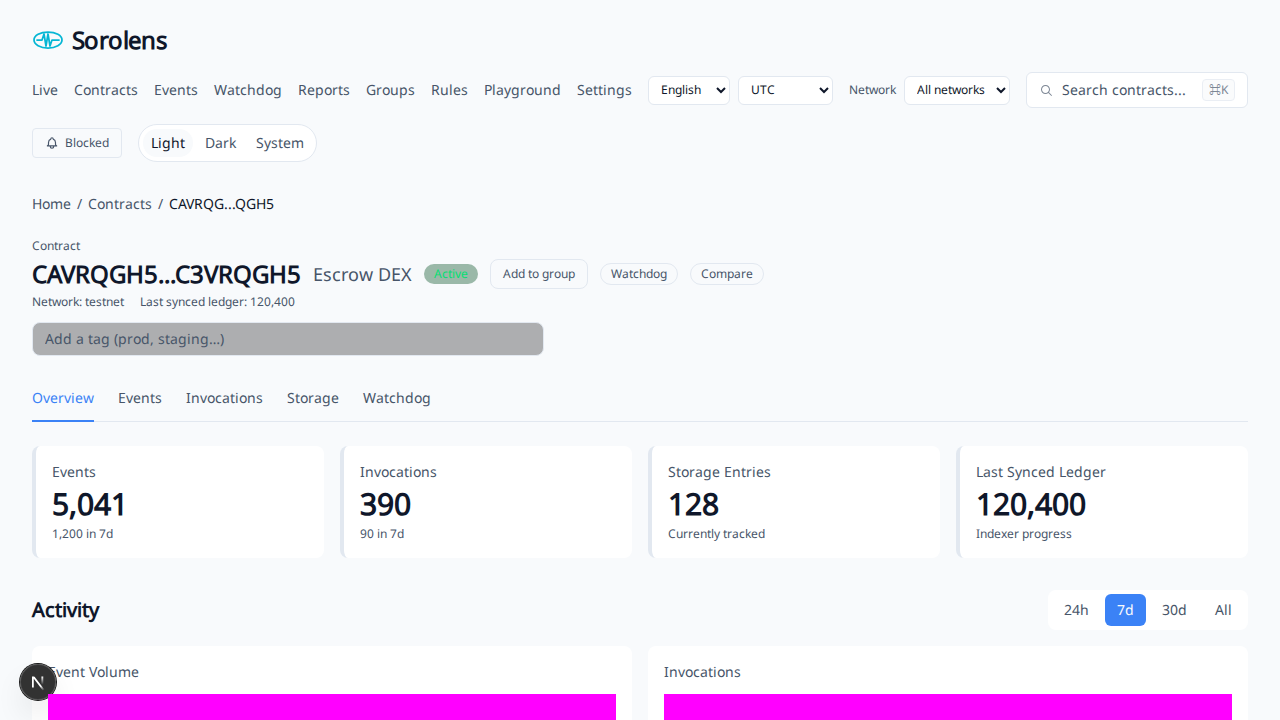 Sorolens
Live Contracts Events Watchdog Reports Groups Rules Playground Settings English UTC Network All networks Search contracts... ⌘K
Blocked Light Dark System
Home / Contracts / CAVRQG...QGH5
Contract
CAVRQGH5...C3VRQGH5 Escrow DEX Active Add to group Watchdog Compare
Network: testnet Last synced ledger: 120,400
Add a tag (prod, staging...)
Overview Events Invocations Storage Watchdog
Events Invocations Storage Entries Last Synced Ledger
5,041 390 128 120,400
1,200 in 7d 90 in 7d Currently tracked Indexer progress
Activity 24h 7d 30d All
Event Volume Invocations
N